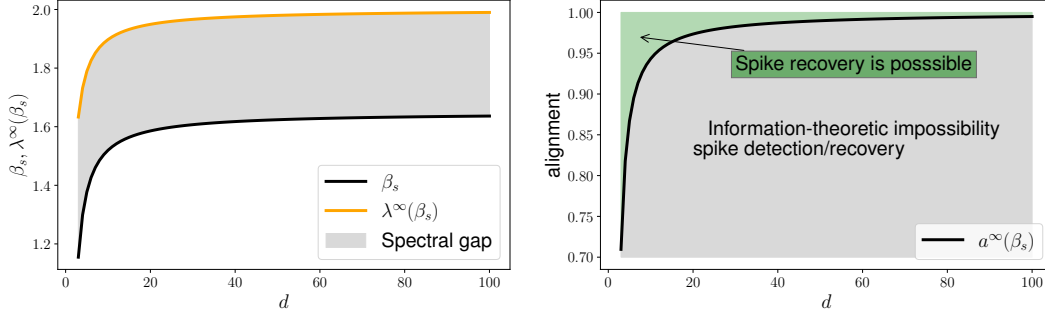 2.0
1.8
1.6
1.4
1.2
β_s, λ^∞(β_s)
β_s
λ^∞(β_s)
Spectral gap
0
20
40
60
80
100
d
1.00
0.95
0.90
0.85
0.80
0.75
0.70
alignment
Spike recovery is posssible
Information-theoretic impossibility
spike detection/recovery
a^∞(β_s)
0
20
40
60
80
100
d